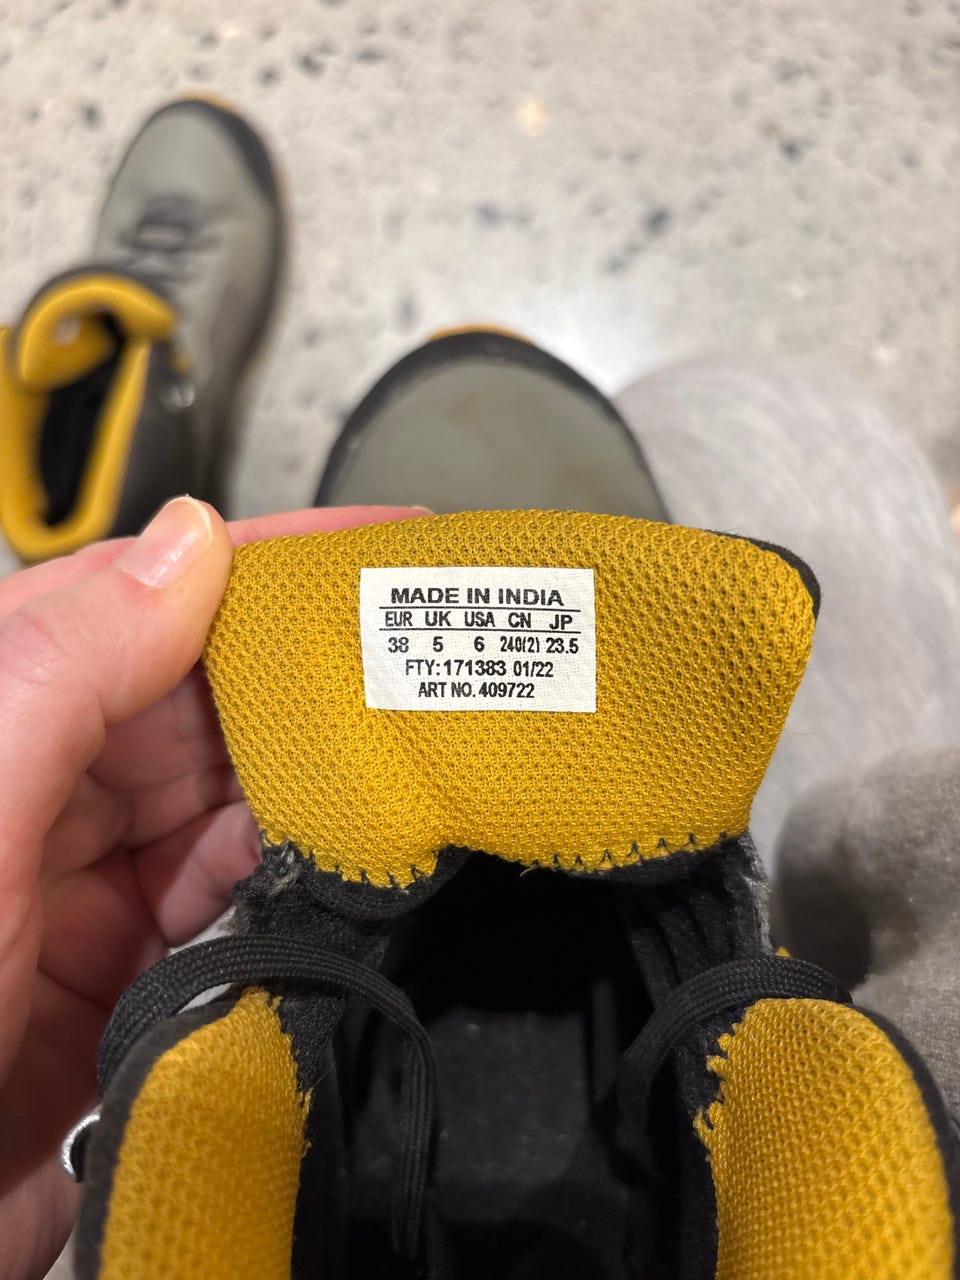 MADE IN INDIA
EUR UK USA CN JP
38 5 6 240(2) 23.5
FTY:171383 01/22
ART NO. 409722